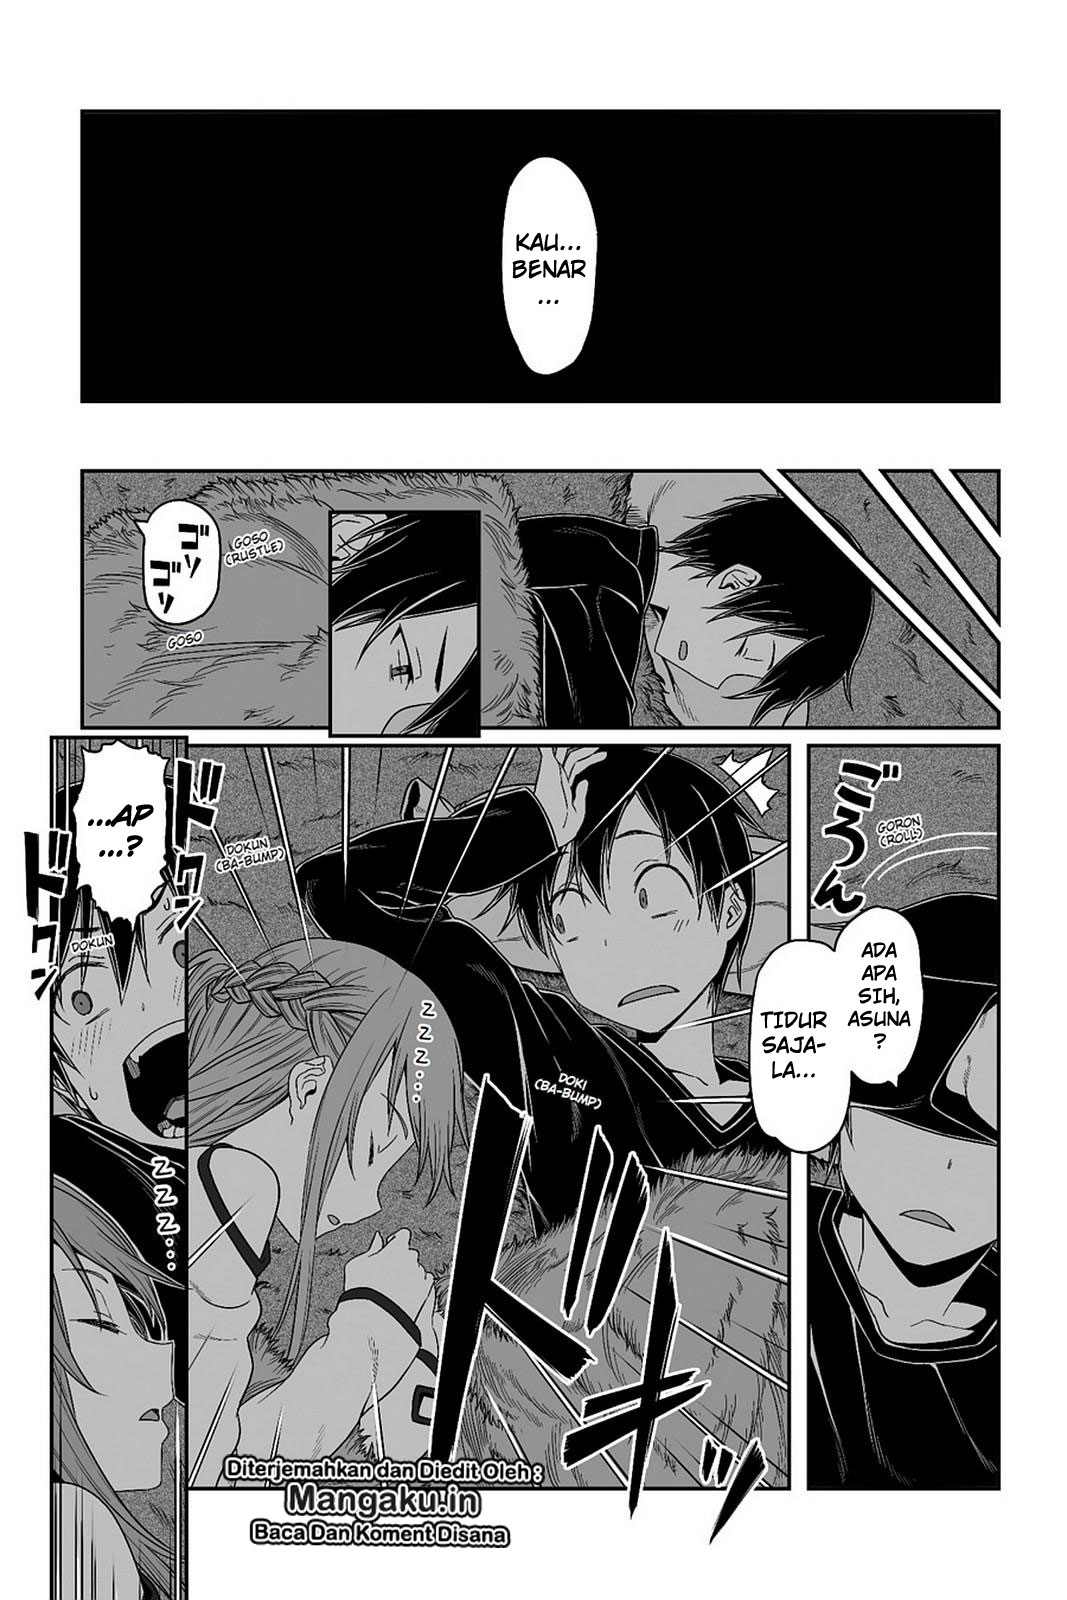 KAU...
BENAR
...
ゴソ
ゴソ
GOSO
(RUSTLE)
GOSO
ごろん
GORON
(ROLL)
ADA
APA
SIH,
ASUNA
?
TIDUR
SAJA-
LA...
DOKI
(BA-BUMP)
ドキ
Z
Z
Z...
DOKUN
(BA-BUMP)
ドクン
...AP
...?
DOKUN
ドクン
Z
Z
Z...
Diterjemahkan dan Diedit Oleh :
Mangaku.in
Baca Dan Koment Disana